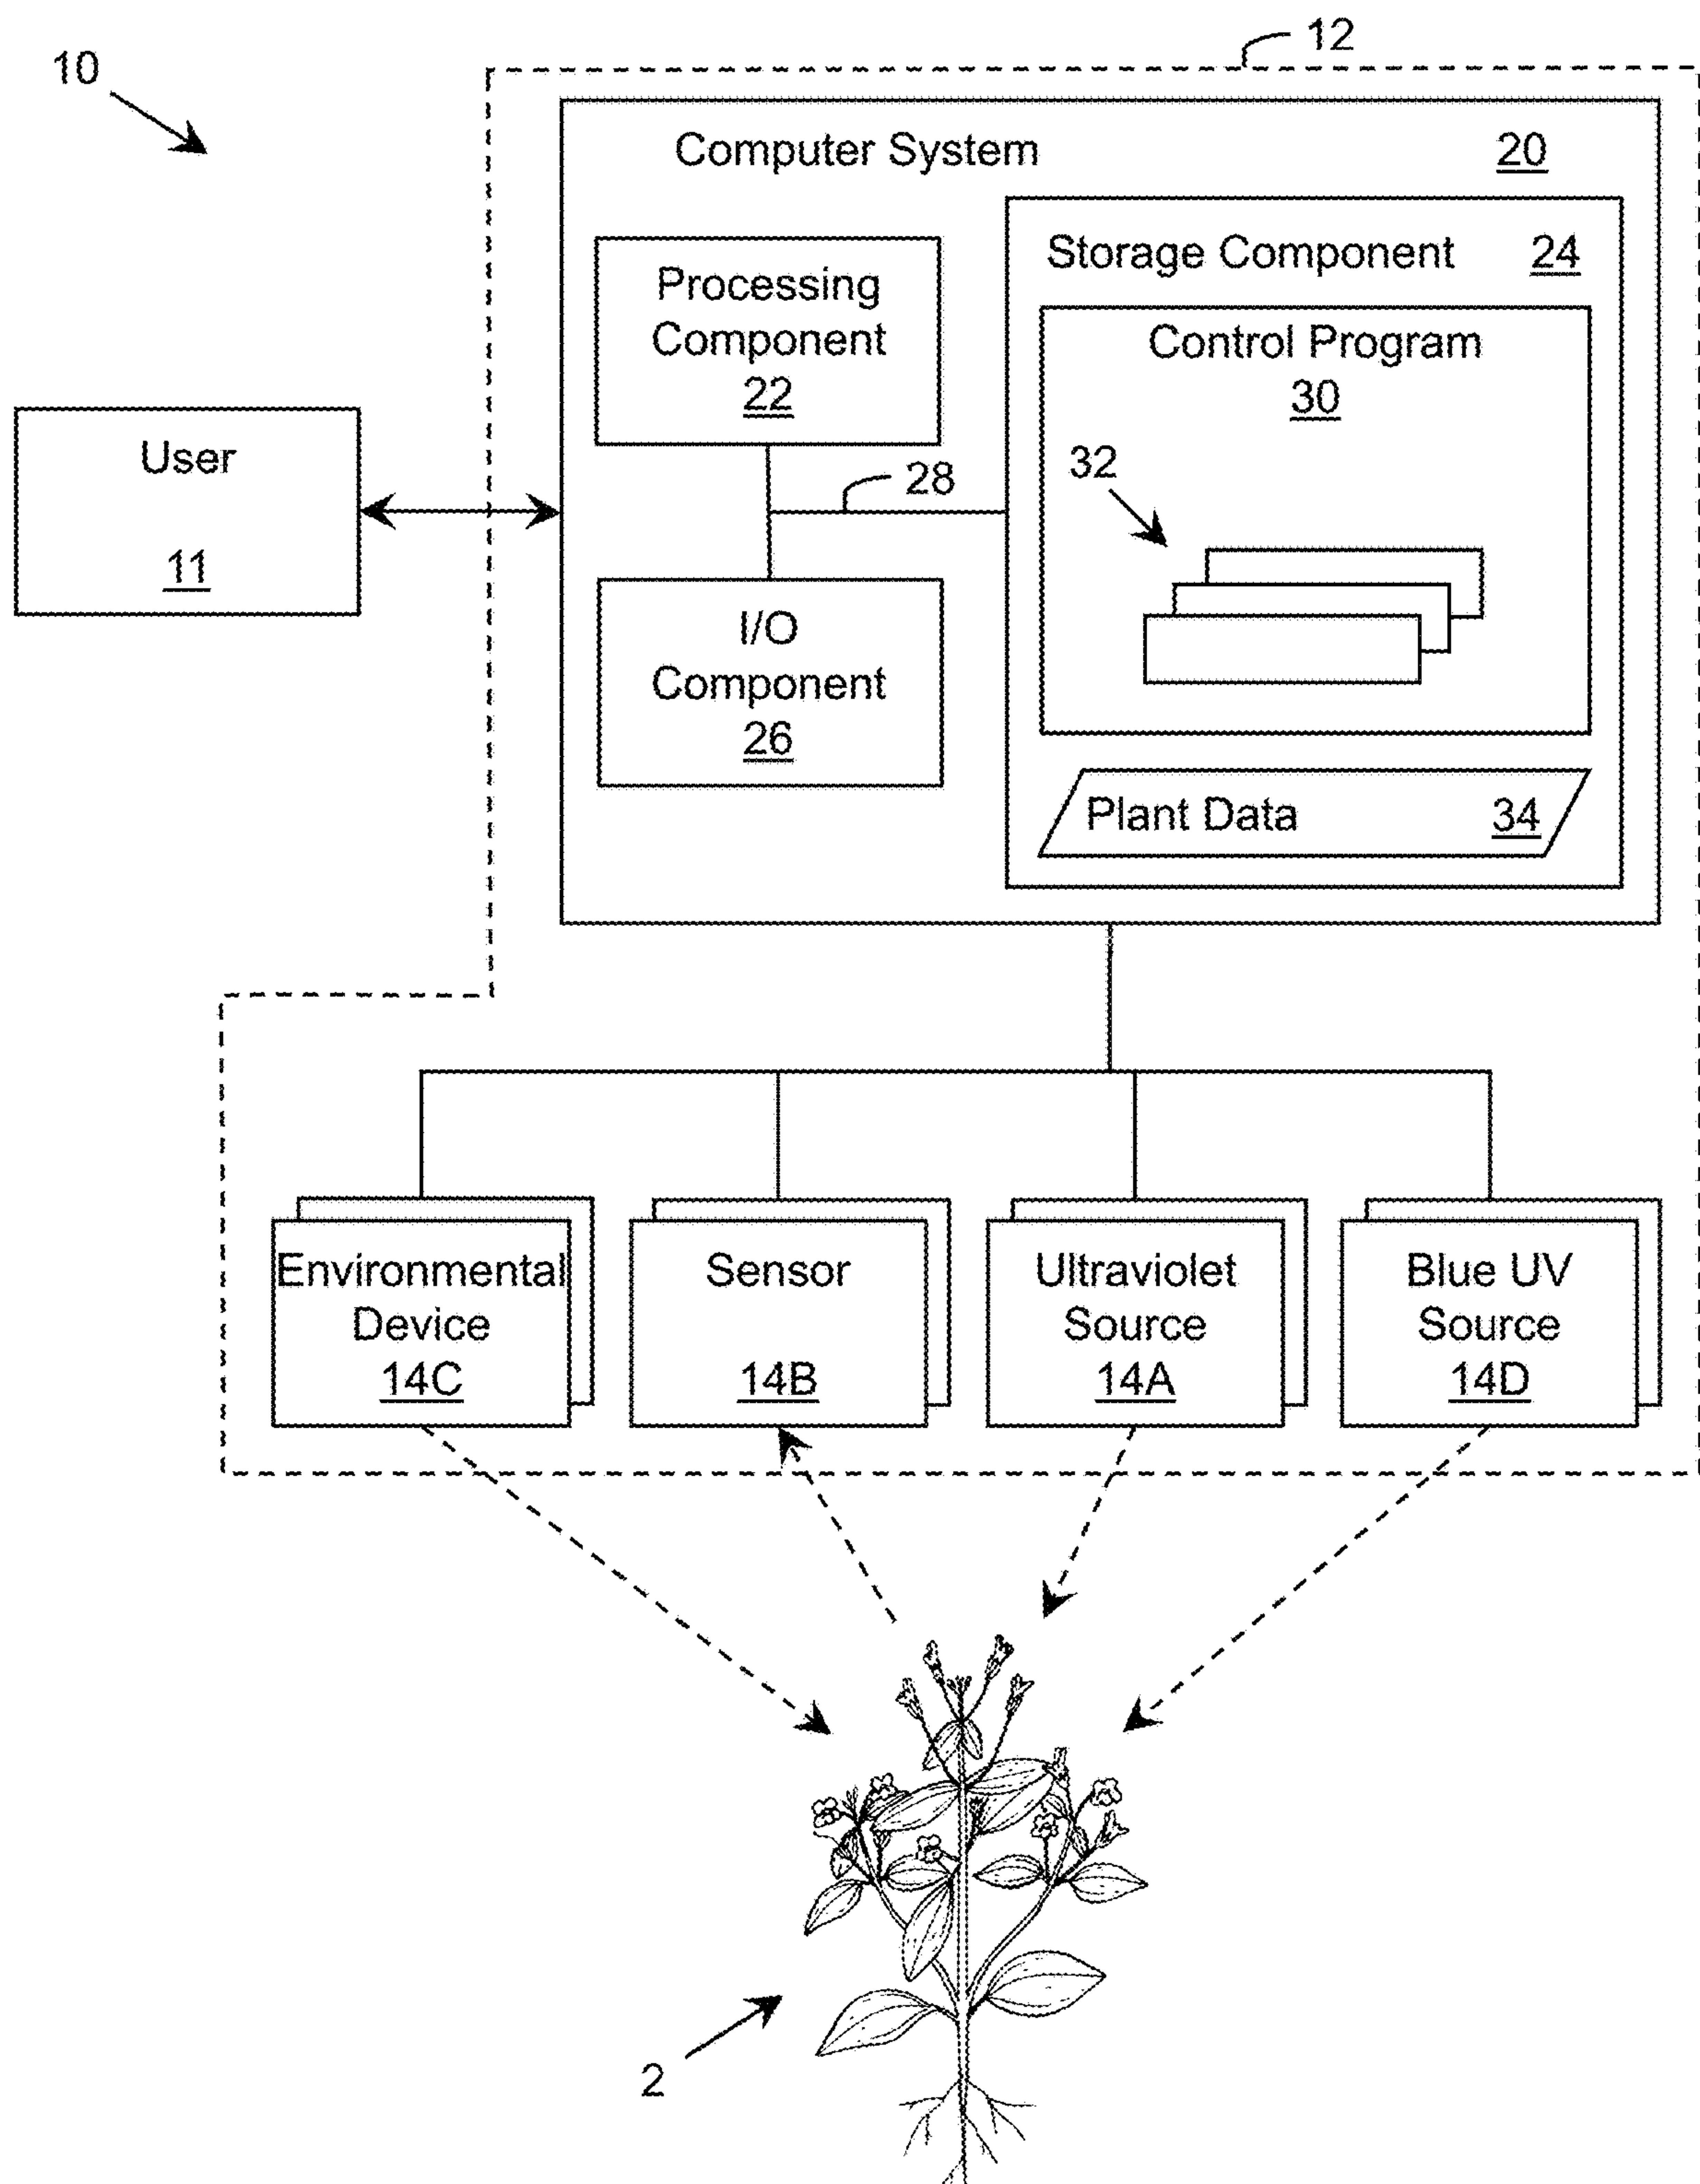 12
10
Computer System 20
Storage Component 24
Processing
Component
22
Control Program
30
User
11
28
32
I/O
Component
26
Plant Data 34
Environmental
Device
14C
Sensor
14B
Ultraviolet
Source
14A
Blue UV
Source
14D
2